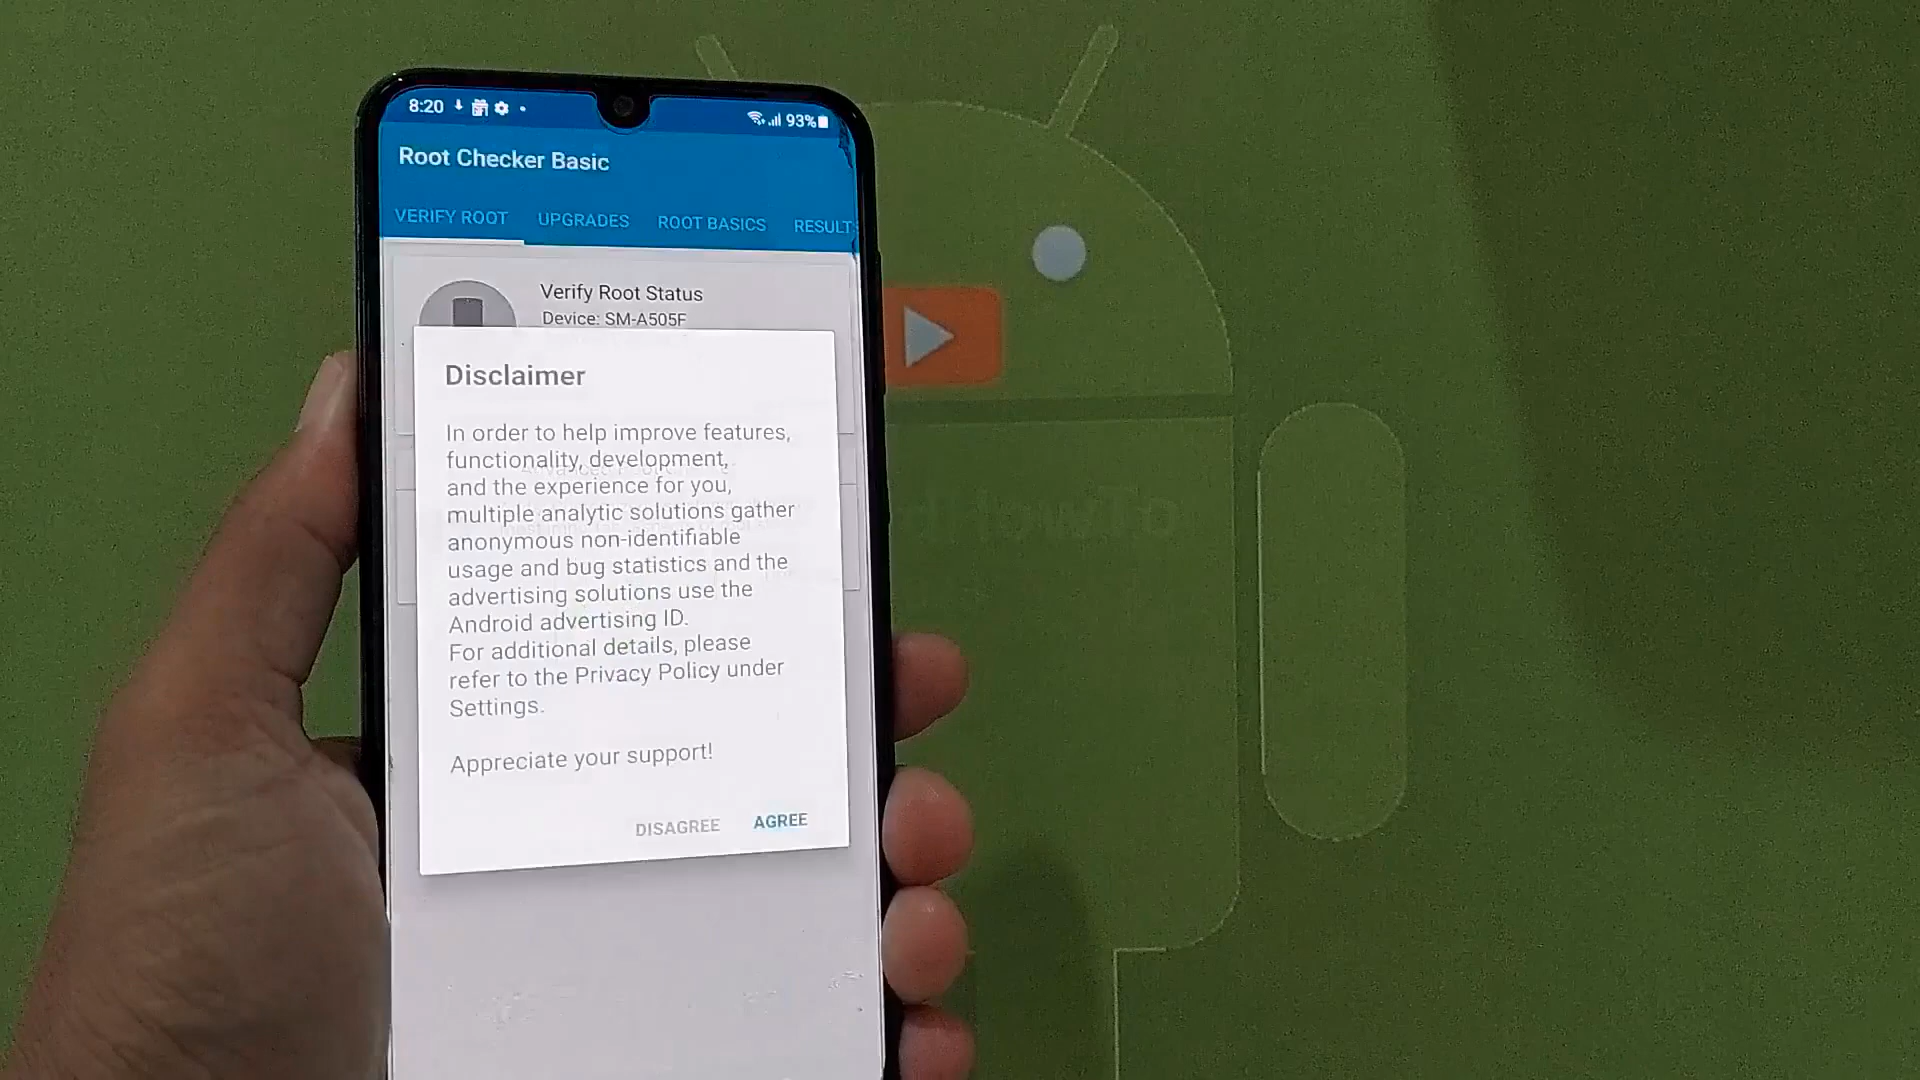 8:20
93%
Root Checker Basic
VERIFY ROOT UPGRADES ROOT BASICS RESULTS
Verify Root Status
Device: SM-A505F
Disclaimer
In order to help improve features,
functionality, development,
and the experience for you,
multiple analytic solutions gather
anonymous non-identifiable
usage and bug statistics and the
advertising solutions use the
Android advertising ID.
For additional details, please
refer to the Privacy Policy under
Settings.
Appreciate your support!
DISAGREE AGREE